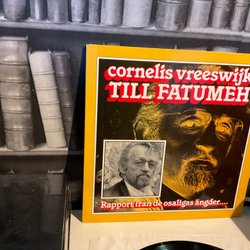 cornelis vreeswijk
TILL FATUMEH
Rapport från de osaligas ängder....